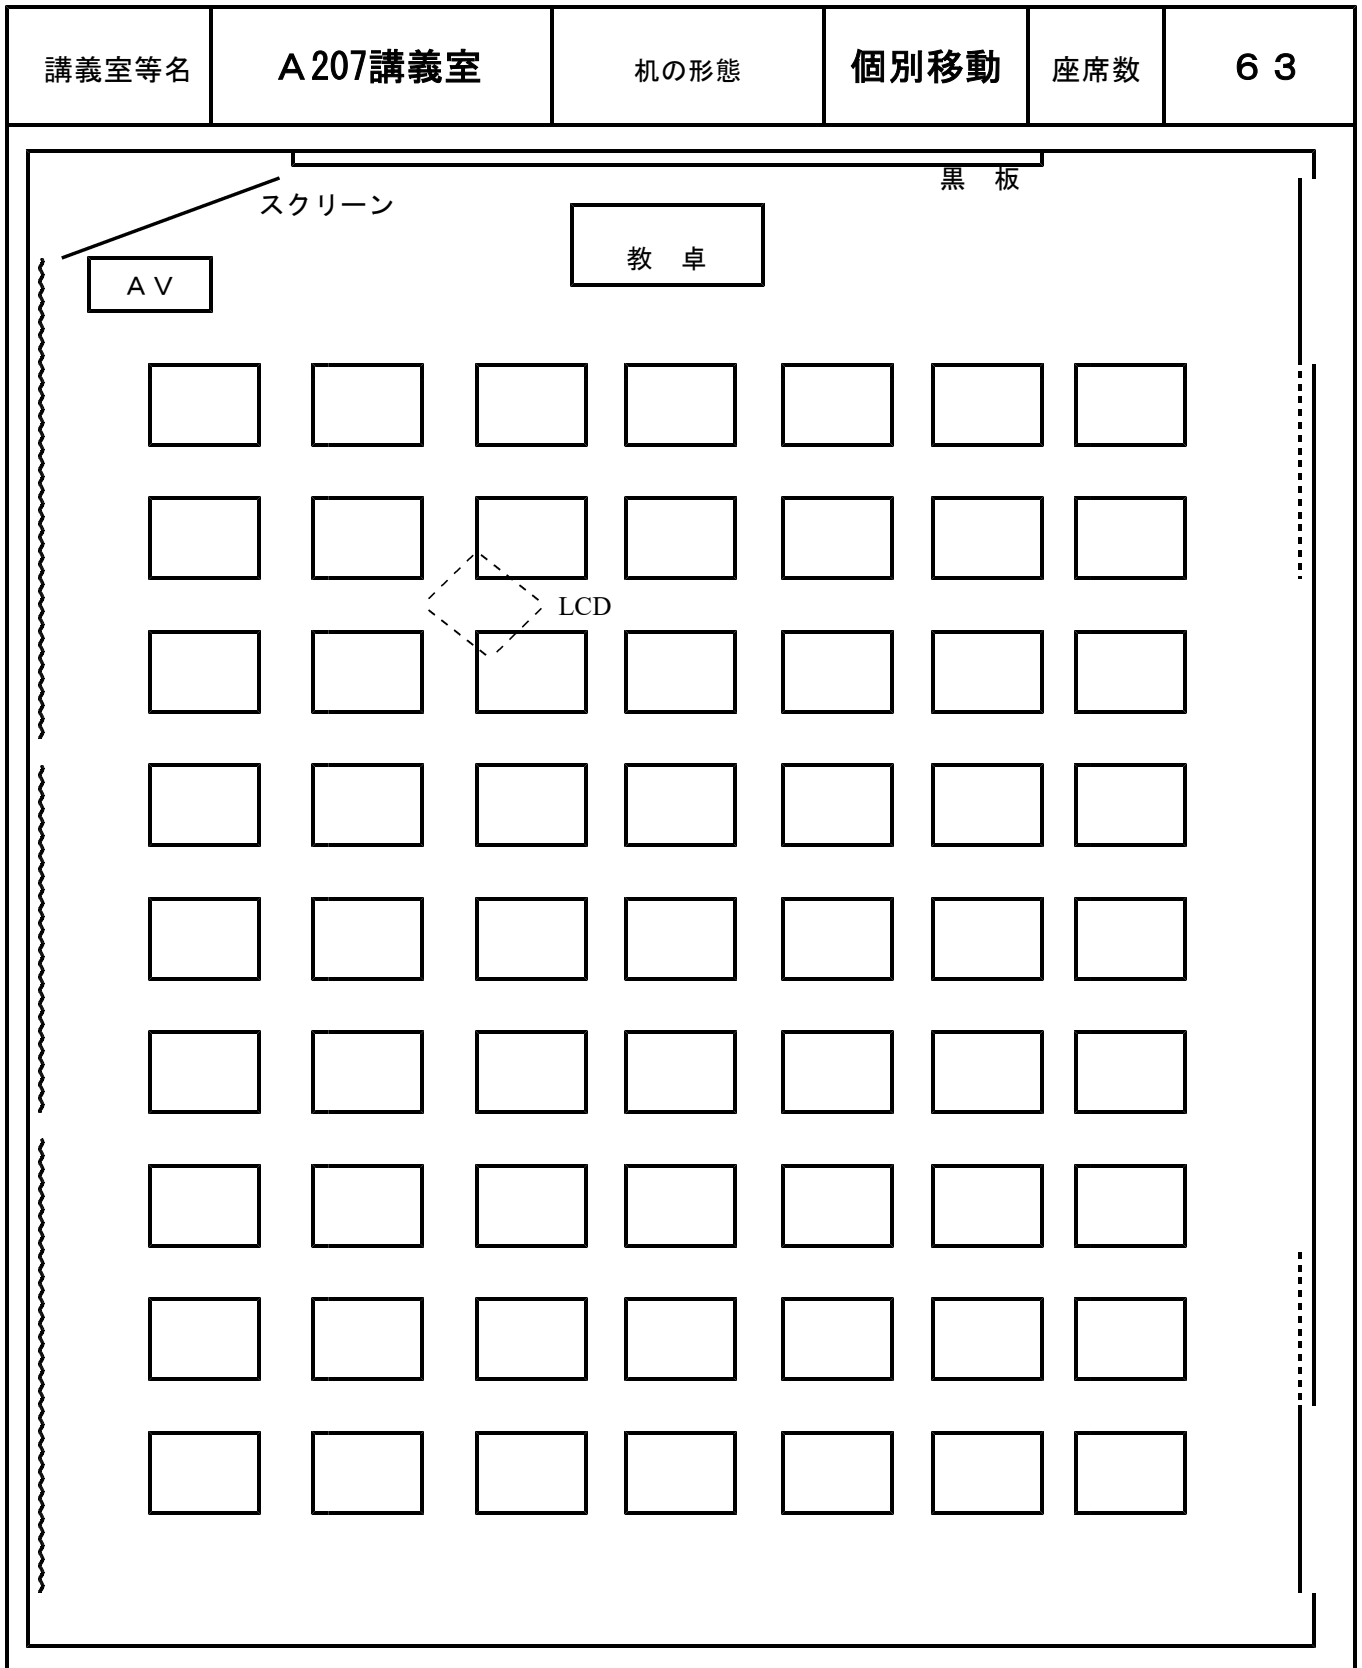 講義室等名 Ａ207講義室 机の形態 個別移動 座席数 ６３
黒　板
スクリーン
教　卓
ＡＶ
LCD